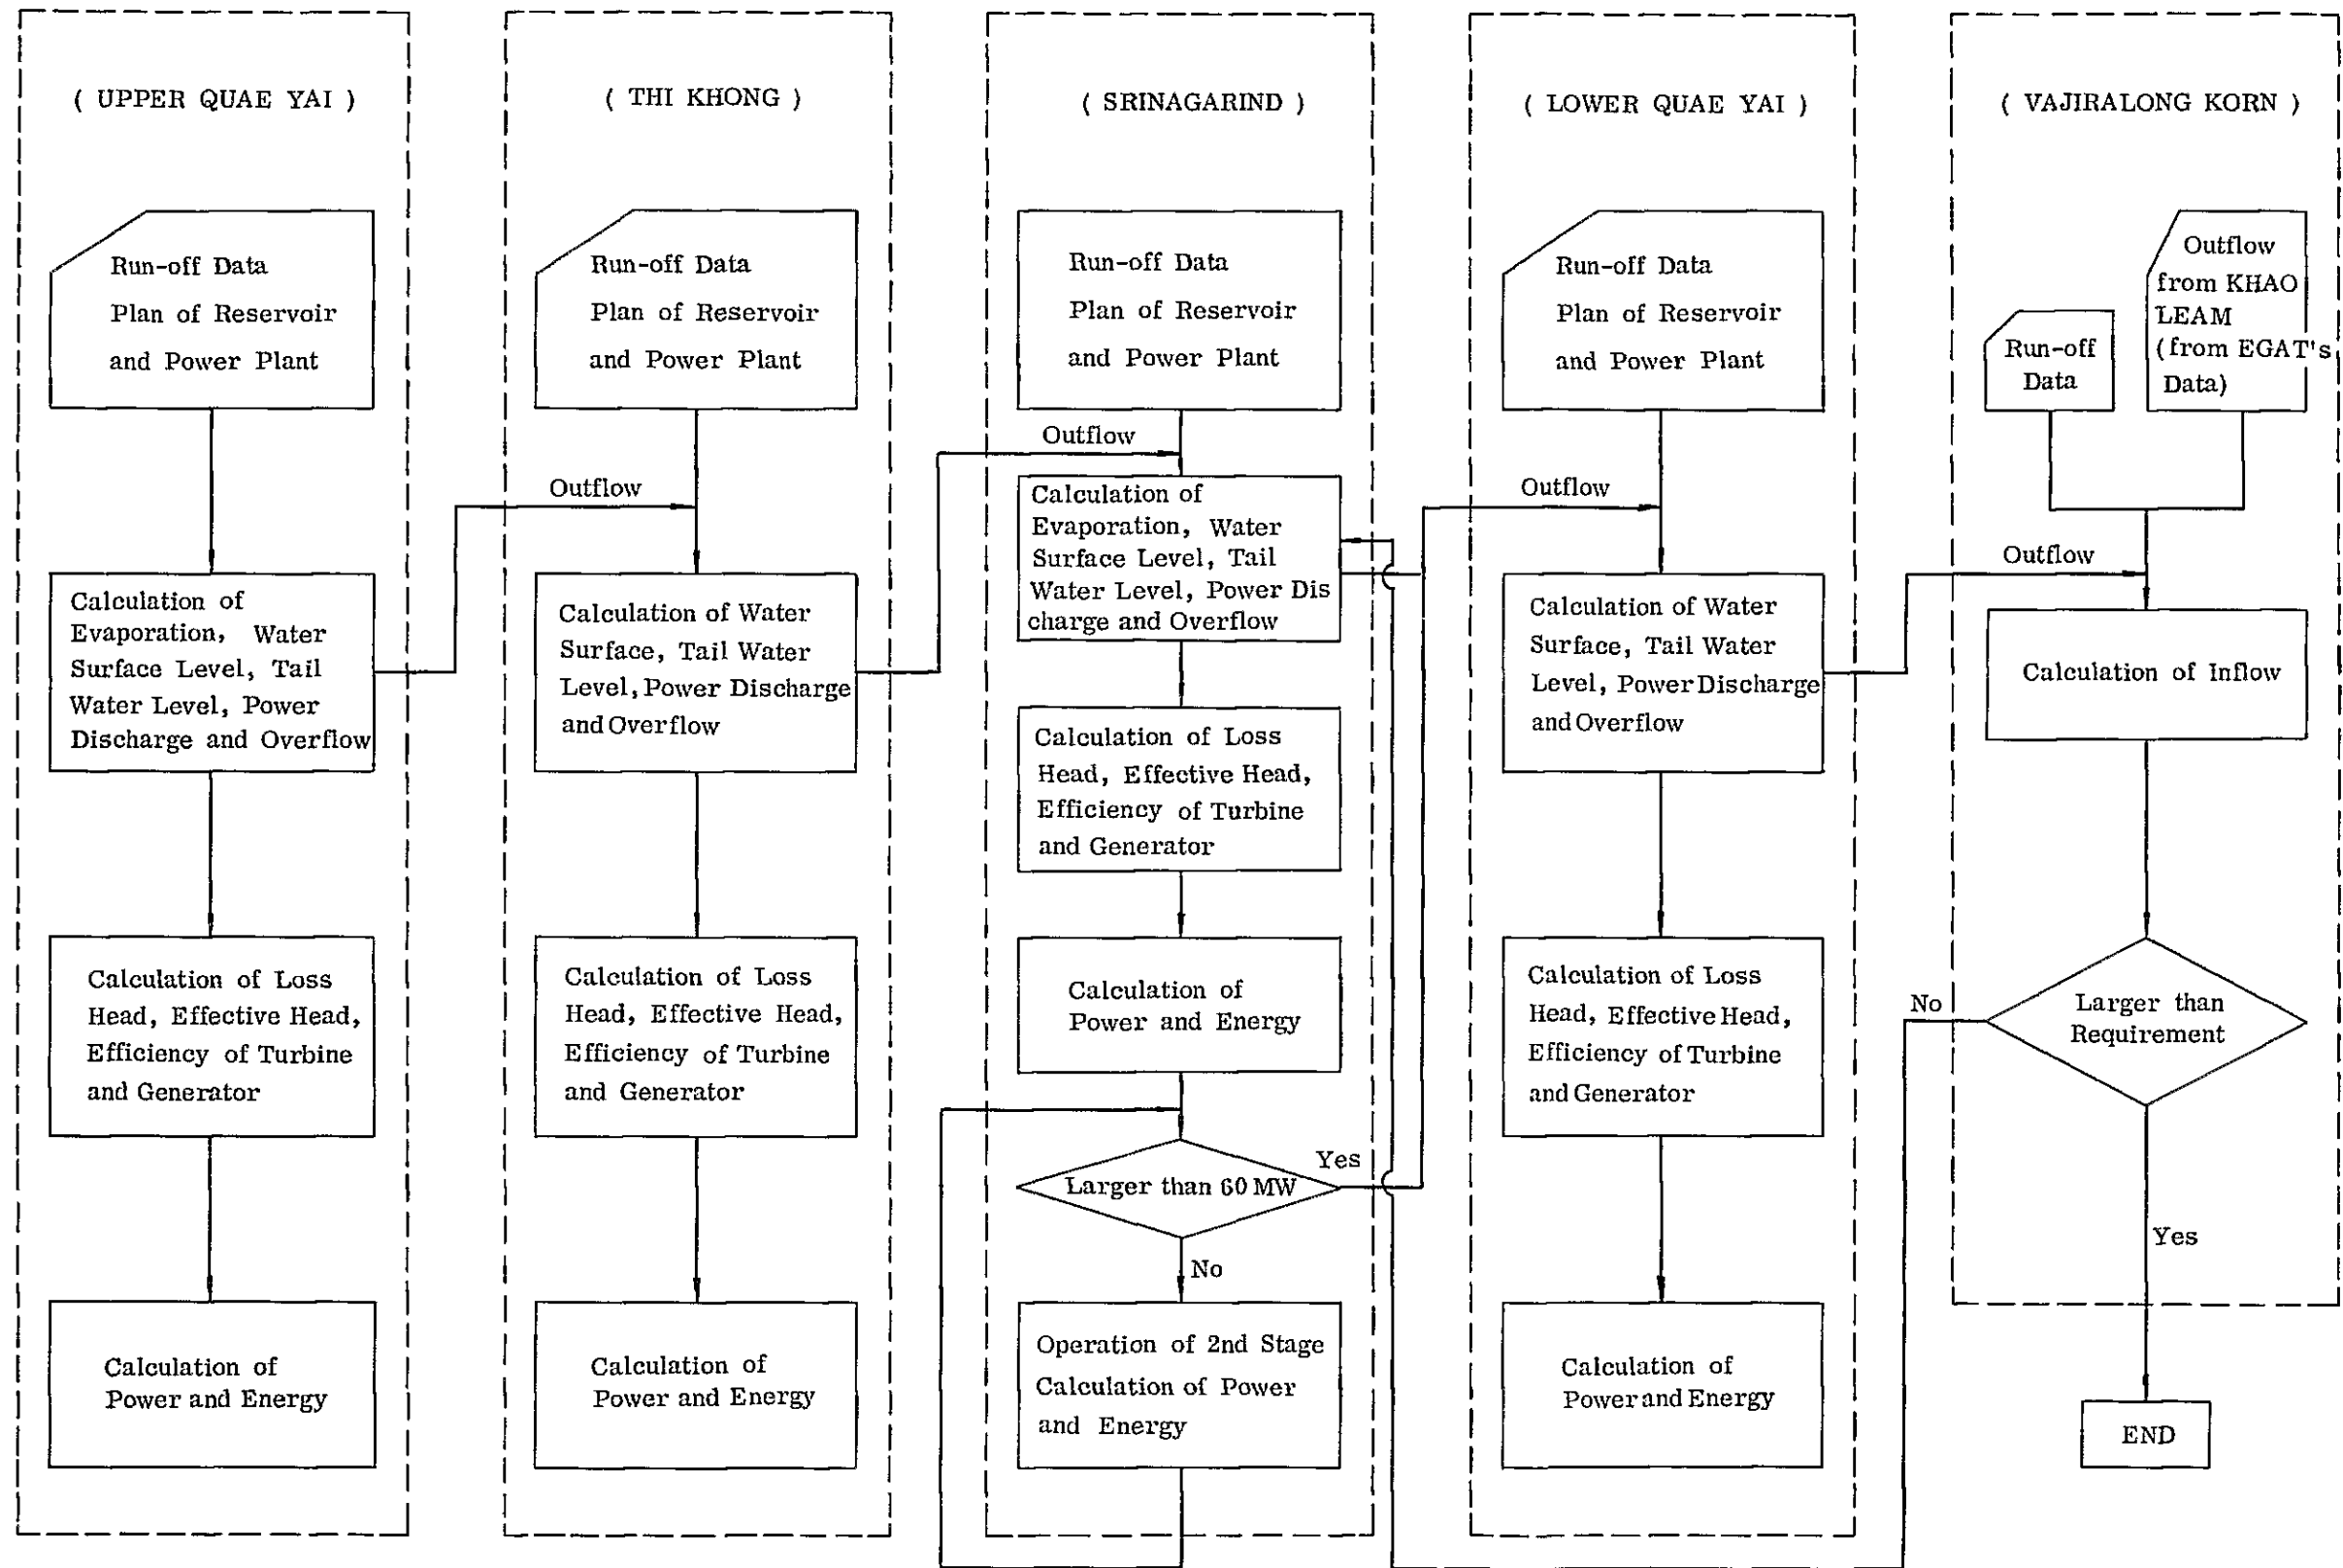 ( UPPER QUAE YAI )
Run-off Data
Plan of Reservoir
and Power Plant
Calculation of
Evaporation, Water
Surface Level, Tail
Water Level, Power
Discharge and Overflow
Calculation of Loss
Head, Effective Head,
Efficiency of Turbine
and Generator
Calculation of
Power and Energy
( THI KHONG )
Run-off Data
Plan of Reservoir
and Power Plant
Outflow
Calculation of Water
Surface, Tail Water
Level, Power Discharge
and Overflow
Calculation of Loss
Head, Effective Head,
Efficiency of Turbine
and Generator
Calculation of
Power and Energy
( SRINAGARIND )
Run-off Data
Plan of Reservoir
and Power Plant
Outflow
Calculation of
Evaporation, Water
Surface Level, Tail
Water Level, Power Dis
charge and Overflow
Calculation of Loss
Head, Effective Head,
Efficiency of Turbine
and Generator
Calculation of
Power and Energy
Larger than 60 MW
Yes
No
Operation of 2nd Stage
Calculation of Power
and Energy
( LOWER QUAE YAI )
Run-off Data
Plan of Reservoir
and Power Plant
Outflow
Calculation of Water
Surface, Tail Water
Level, Power Discharge
and Overflow
Calculation of Loss
Head, Effective Head,
Efficiency of Turbine
and Generator
Calculation of
Power and Energy
( VAJIRALONG KORN )
Run-off
Data
Outflow
from KHAO
LEAM
(from EGAT's
Data)
Outflow
Calculation of Inflow
Larger than
Requirement
No
Yes
END